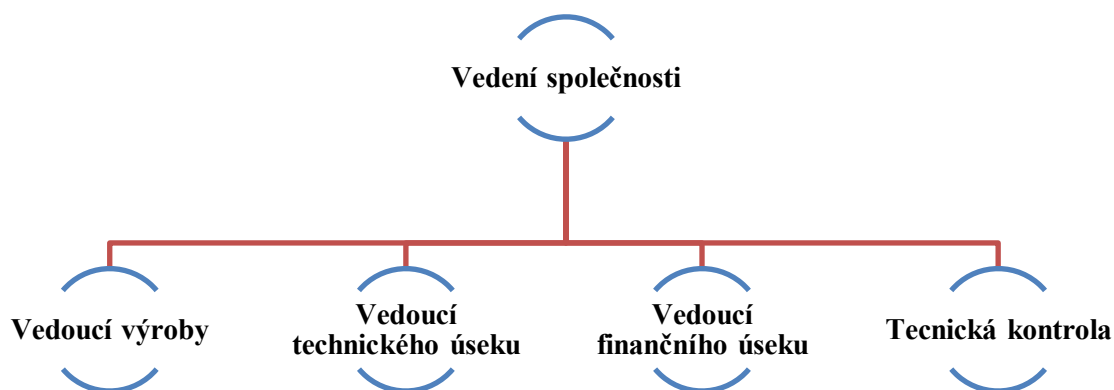 Vedení společnosti
Vedoucí výroby
Vedoucí
technického úseku
Vedoucí
finančního úseku
Tecnická kontrola